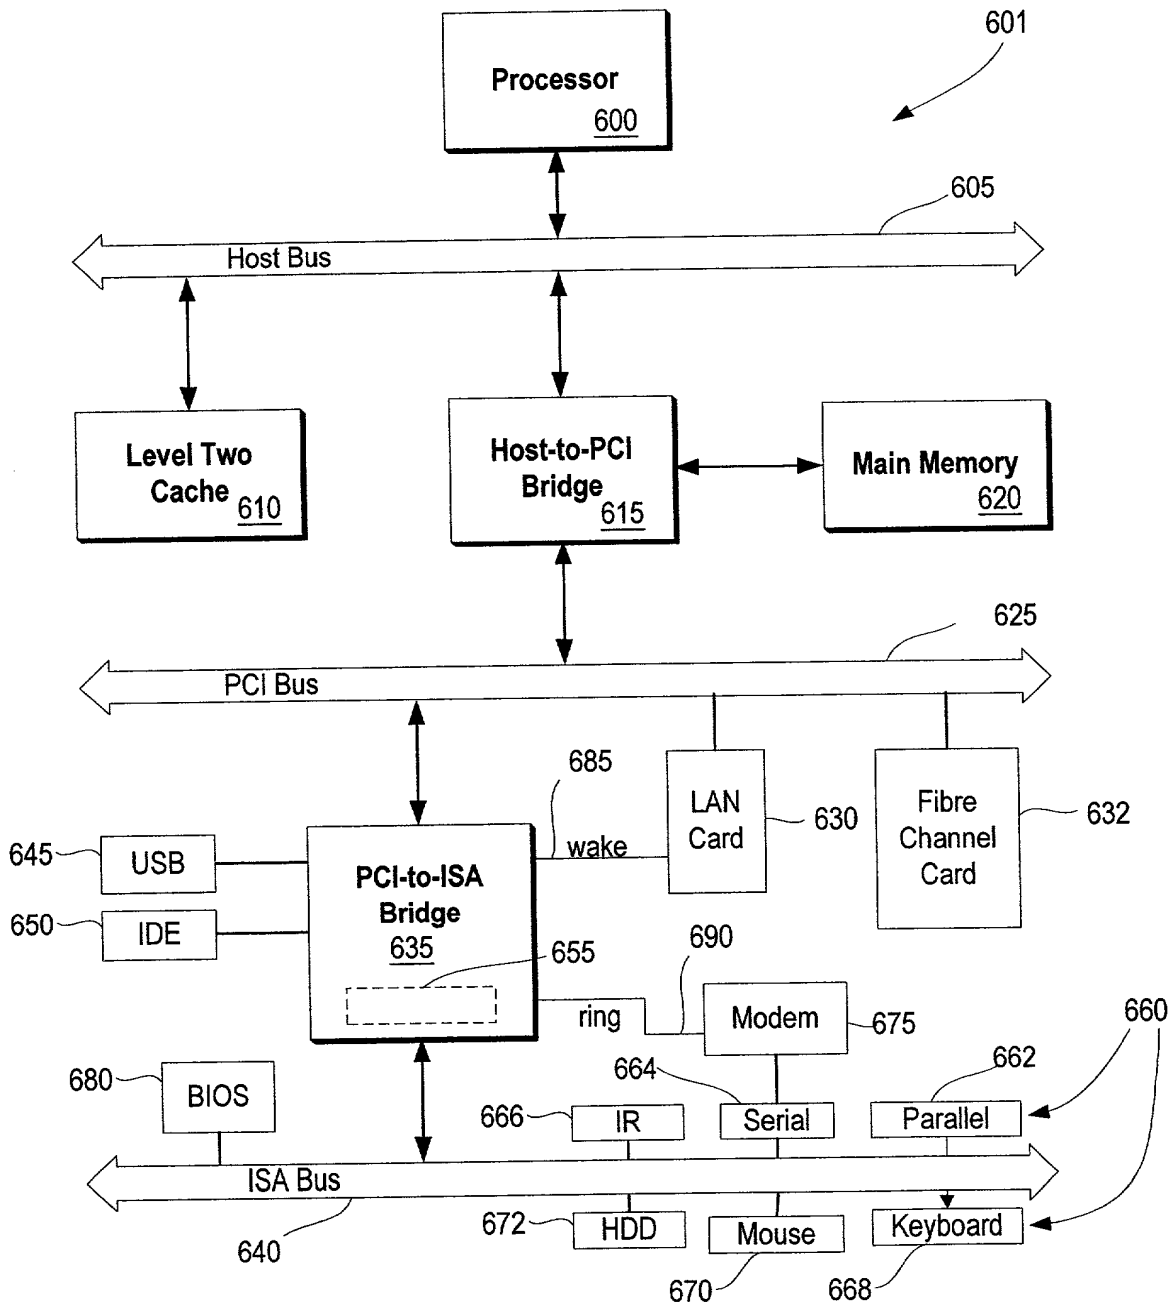 601
Processor
600
605
Host Bus
Level Two
Cache
610
Host-to-PCI
Bridge
615
Main Memory
620
625
PCI Bus
685
LAN
Card
630
Fibre
Channel
Card
632
wake
645
USB
650
IDE
PCI-to-ISA
Bridge
635
655
690
ring
Modem
675
660
680
BIOS
664
662
666
IR
Serial
Parallel
ISA Bus
640
672
HDD
Mouse
670
Keyboard
668